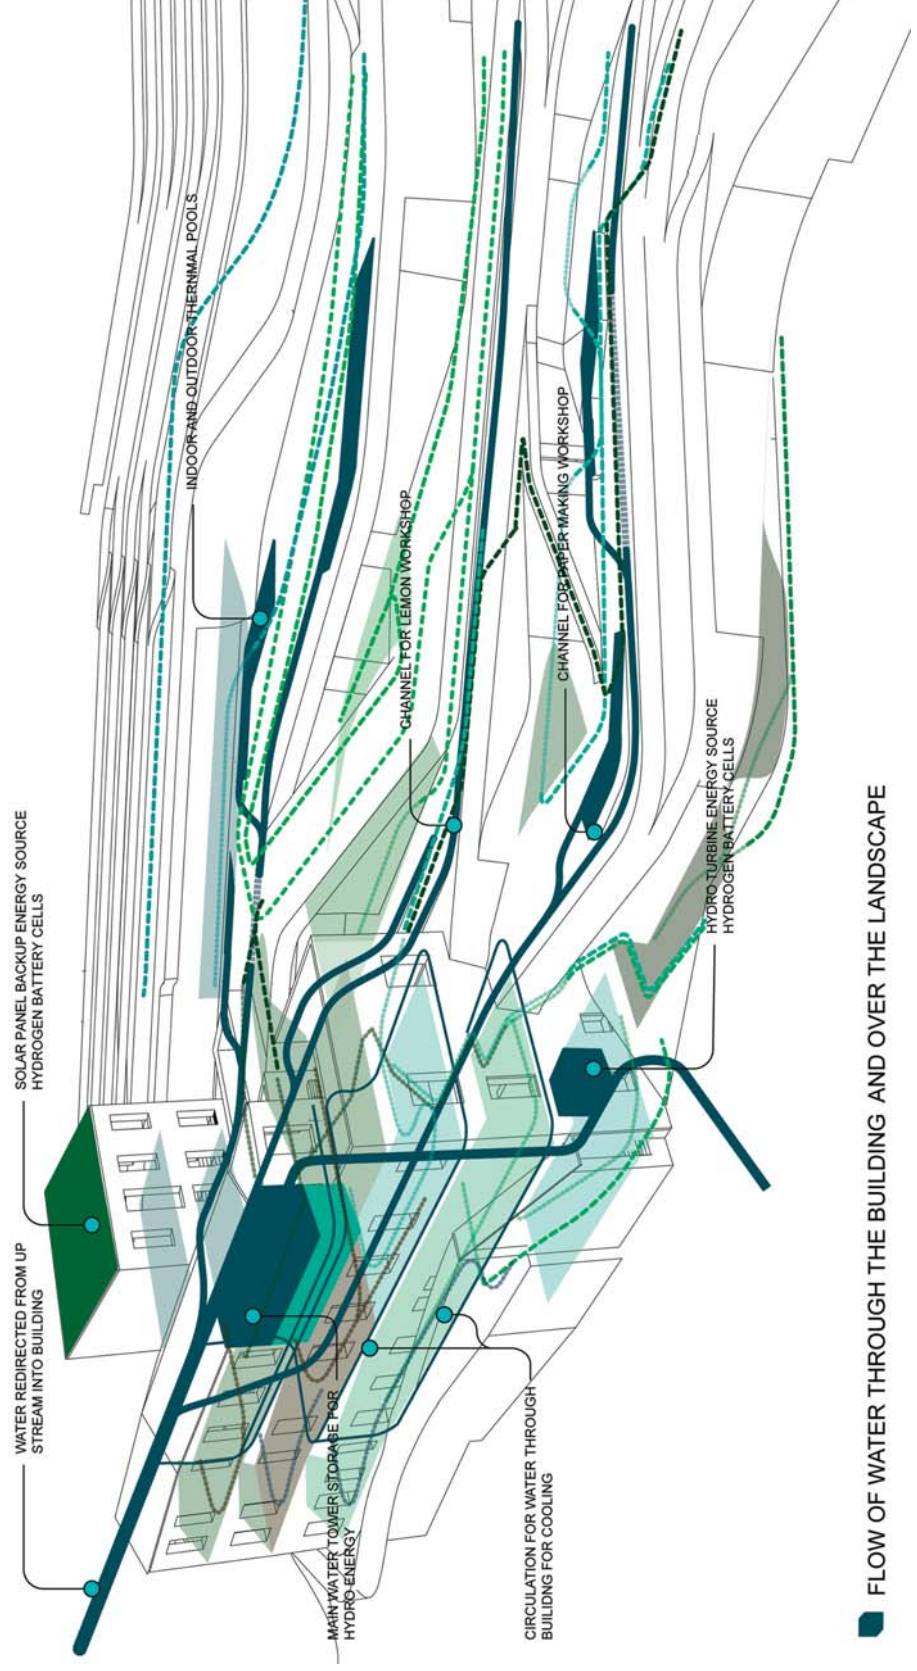 WATER REDIRECTED FROM UP
STREAM INTO BUILDING
SOLAR PANEL BACKUP ENERGY SOURCE
HYDROGEN BATTERY CELLS
INDOOR AND OUTDOOR THERNMAL POOLS
MAIN WATER TOWER STORAGE FOR
HYDRO ENERGY
CHANNEL FOR LEMON WORKSHOP
CIRCULATION FOR WATER THROUGH
BUILIDNG FOR COOLING
CHANNEL FOR PAPER MAKING WORKSHOP
HYDRO TURBINE ENERGY SOURCE
HYDROGEN BATTERY CELLS
FLOW OF WATER THROUGH THE BUILDING AND OVER THE LANDSCAPE